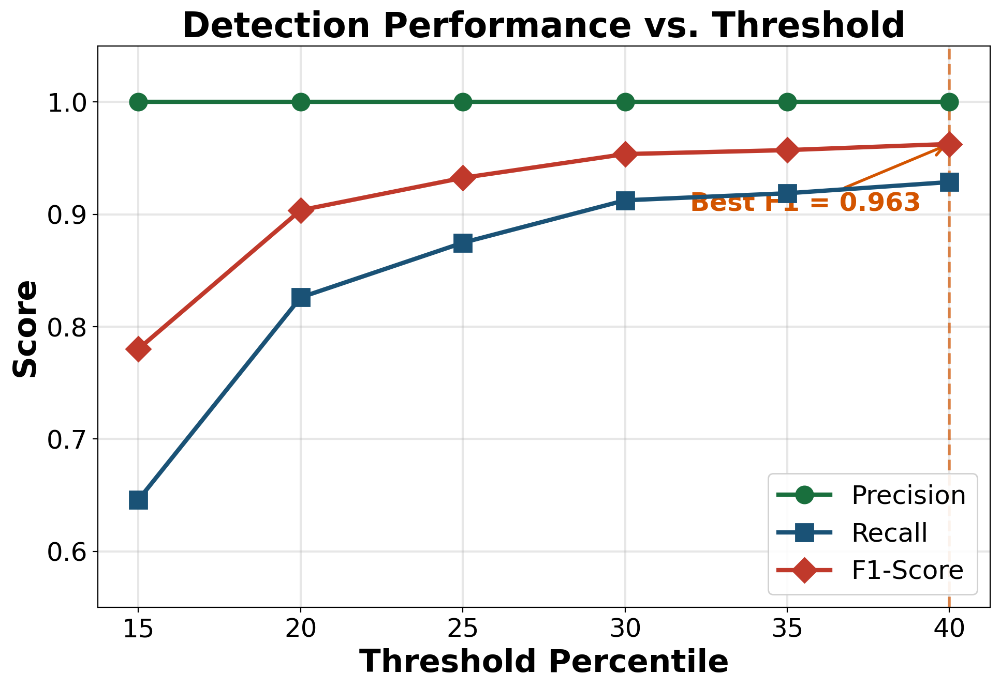 Detection Performance vs. Threshold
Score
1.0
0.9
0.8
0.7
0.6
Best F1 = 0.963
Precision
Recall
F1-Score
15 20 25 30 35 40
Threshold Percentile